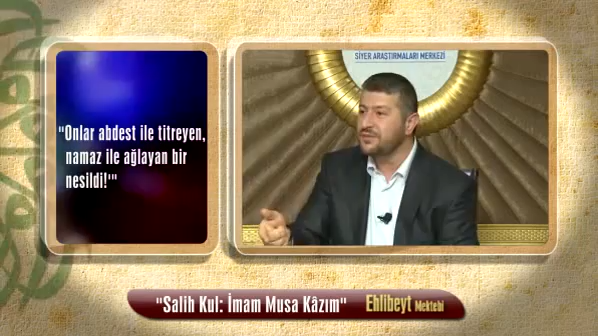 SİYER ARAŞTIRMALARI MERKEZİ
"Onlar abdest ile titreyen,
namaz ile ağlayan bir
nesildi!'"
"Salih Kul: İmam Musa Kâzım" Ehlibeyt Mektebi